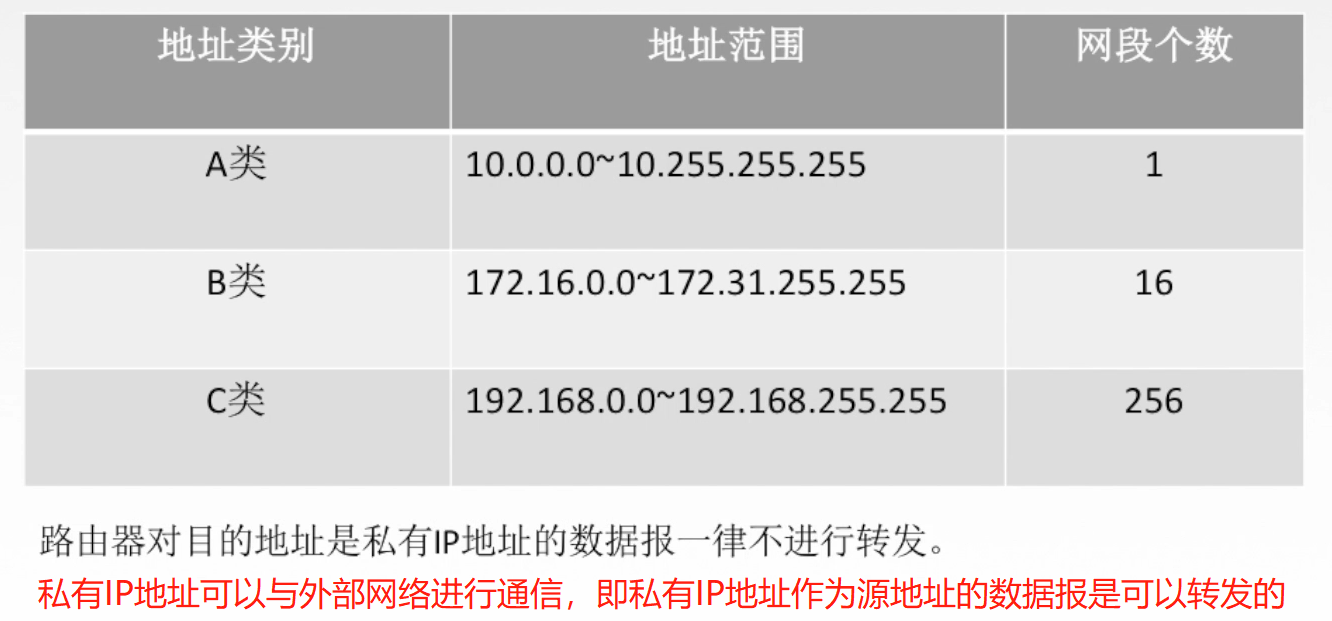 地址类别 地址范围 网段个数
A类 10.0.0.0~10.255.255.255 1
B类 172.16.0.0~172.31.255.255 16
C类 192.168.0.0~192.168.255.255 256
路由器对目的地址是私有IP地址的数据报一律不进行转发。
私有IP地址可以与外部网络进行通信，即私有IP地址作为源地址的数据报是可以转发的